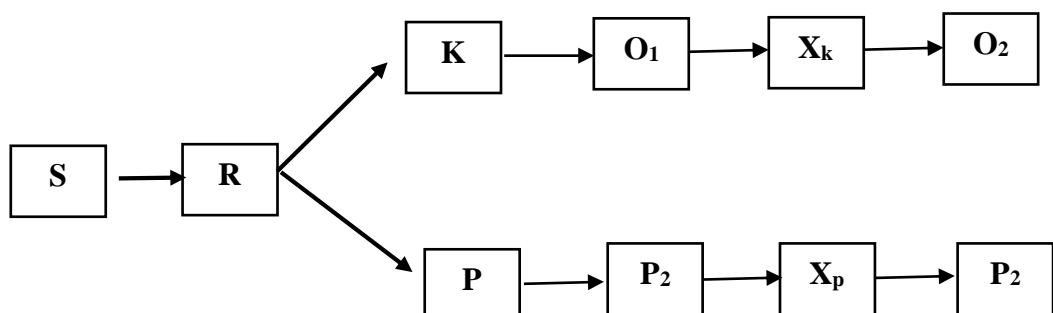 K O₁ Xₖ O₂
S R
P P₂ Xₚ P₂